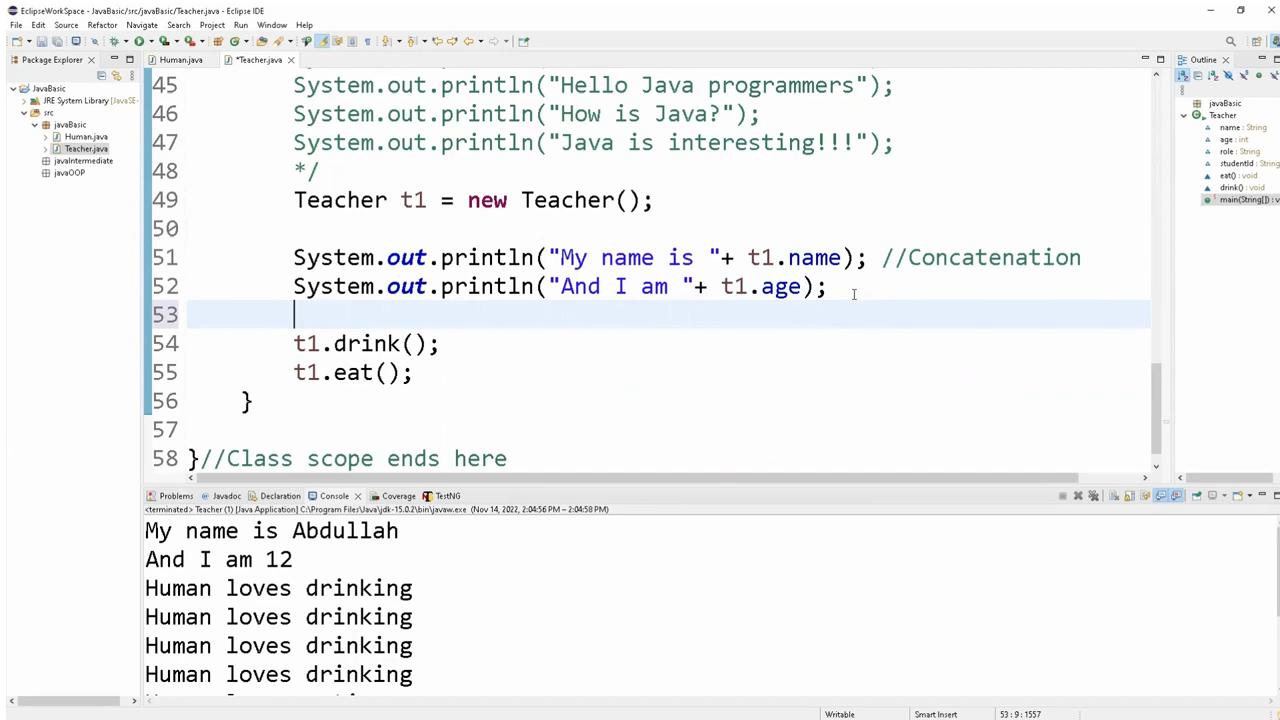 EclipseWorkSpace - JavaBasic/src/javaBasic/Teacher.java - Eclipse IDE
File Edit Source Refactor Navigate Search Project Run Window Help
Package Explorer
JavaBasic
JRE System Library [JavaSE-
src
javaBasic
Human.java
Teacher.java
javaIntermediate
javaOOP
Human.java *Teacher.java
45 System.out.println("Hello Java programmers");
46 System.out.println("How is Java?");
47 System.out.println("Java is interesting!!!");
48 */
49 Teacher t1 = new Teacher();
50
51 System.out.println("My name is "+ t1.name); //Concatenation
52 System.out.println("And I am "+ t1.age);
53
54 t1.drink();
55 t1.eat();
56 }
57
58 }//Class scope ends here
Outline
javaBasic
Teacher
name : String
age : int
role : String
studentId
eat() : void
drink() : void
main(String[]) : v
Problems Javadoc Declaration Console Coverage TestNG
<terminated> Teacher (1) [Java Application] C:\Program Files\Java\jdk-15.0.2\bin\javaw.exe (Nov 14, 2022, 2:04:56 PM – 2:04:58 PM)
My name is Abdullah
And I am 12
Human loves drinking
Human loves drinking
Human loves drinking
Human loves drinking
Writable Smart Insert 53 : 9 : 1557